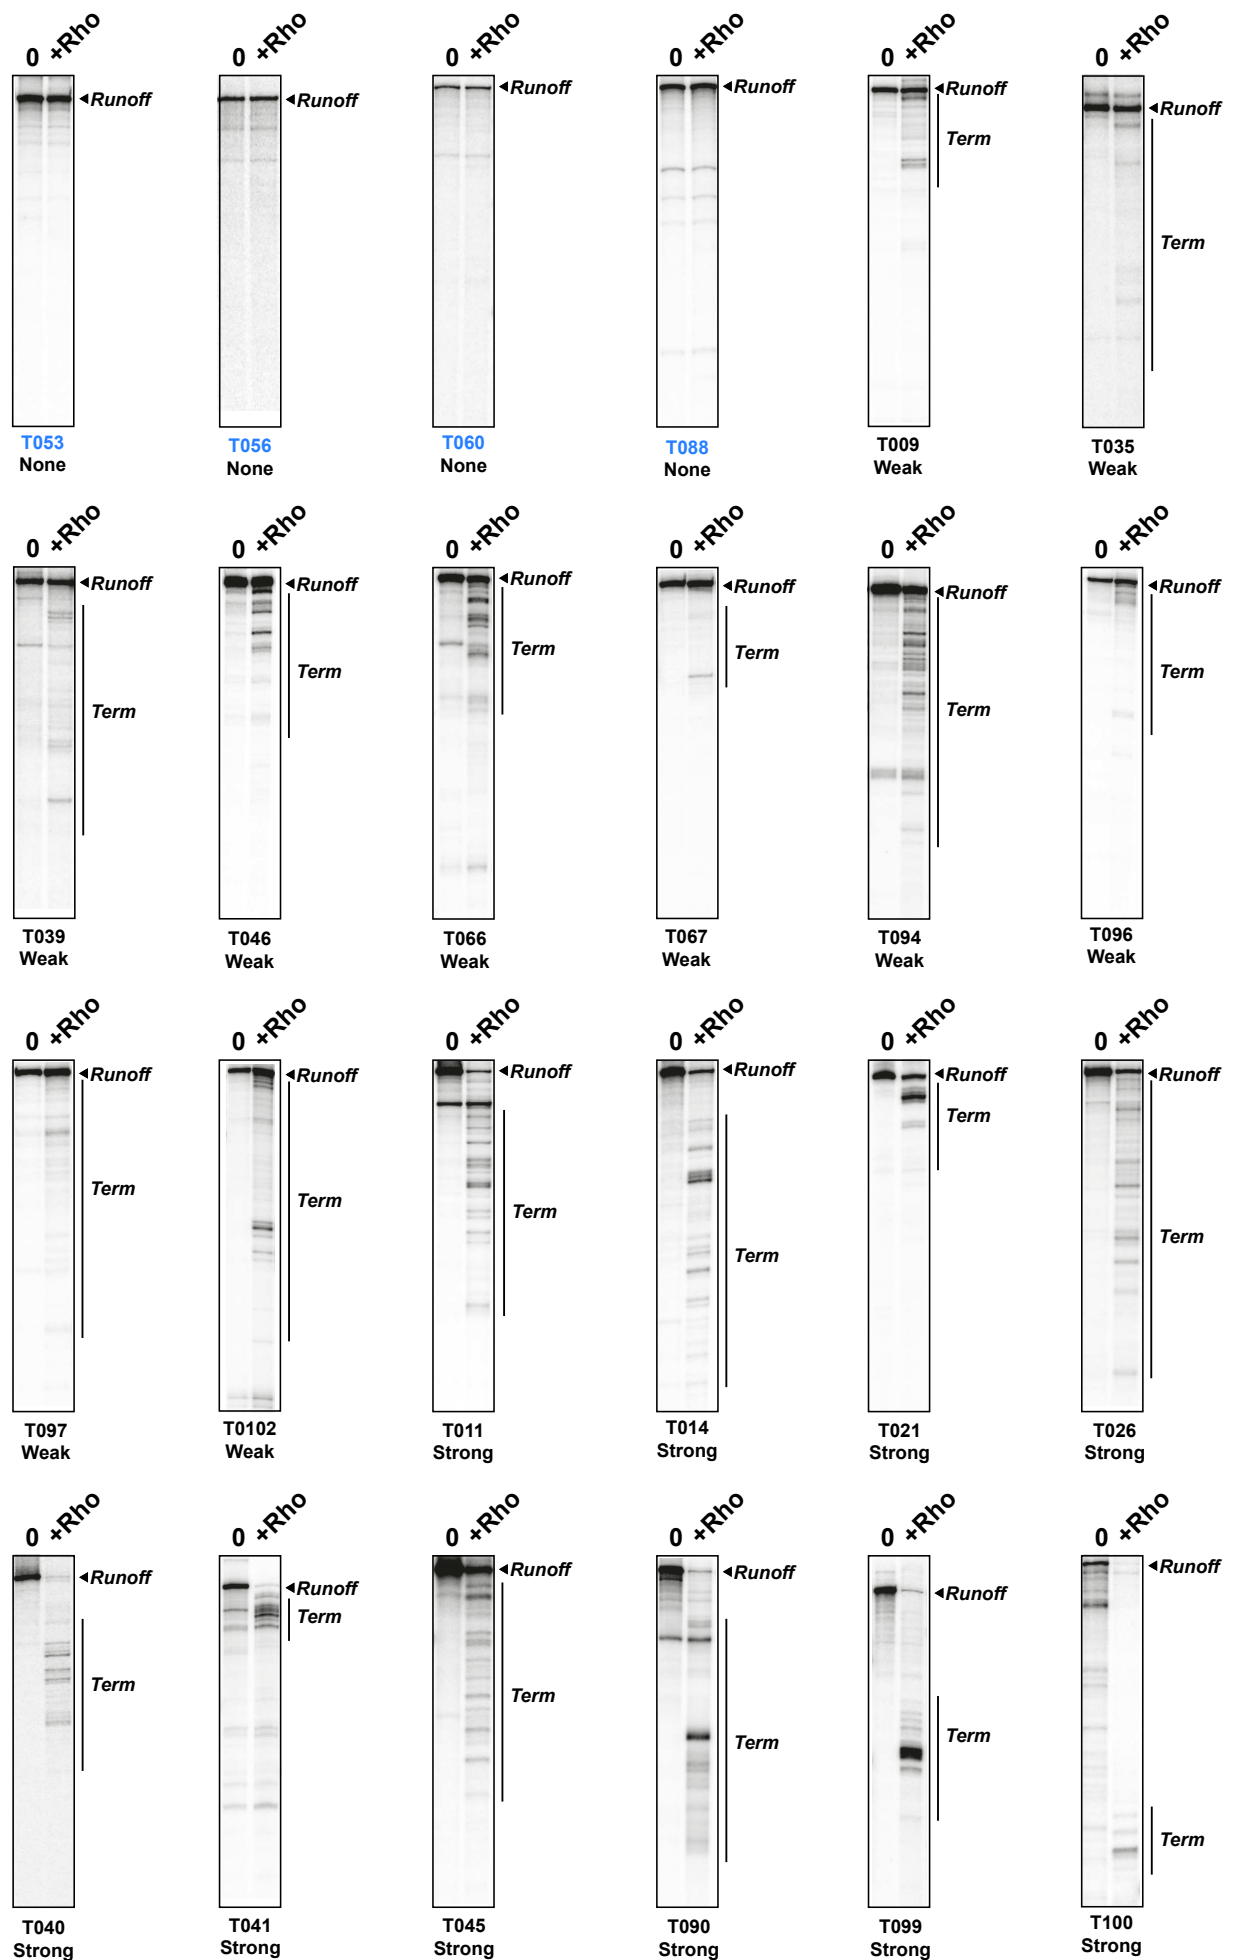 0 +Rho
0 +Rho
0 +Rho
0 +Rho
0 +Rho
0 +Rho
◄Runoff
◄Runoff
◄Runoff
◄Runoff
◄Runoff
◄Runoff
Term
Term
T053
None
T056
None
T060
None
T088
None
T009
Weak
T035
Weak
0 +Rho
0 +Rho
0 +Rho
0 +Rho
0 +Rho
0 +Rho
◄Runoff
◄Runoff
◄Runoff
◄Runoff
◄Runoff
◄Runoff
Term
Term
Term
Term
Term
Term
T039
Weak
T046
Weak
T066
Weak
T067
Weak
T094
Weak
T096
Weak
0 +Rho
0 +Rho
0 +Rho
0 +Rho
0 +Rho
0 +Rho
◄Runoff
◄Runoff
◄Runoff
◄Runoff
◄Runoff
◄Runoff
Term
Term
Term
Term
Term
Term
T097
Weak
T0102
Weak
T011
Strong
T014
Strong
T021
Strong
T026
Strong
0 +Rho
0 +Rho
0 +Rho
0 +Rho
0 +Rho
0 +Rho
◄Runoff
◄Runoff
◄Runoff
◄Runoff
◄Runoff
◄Runoff
Term
Term
Term
Term
Term
Term
T040
Strong
T041
Strong
T045
Strong
T090
Strong
T099
Strong
T100
Strong